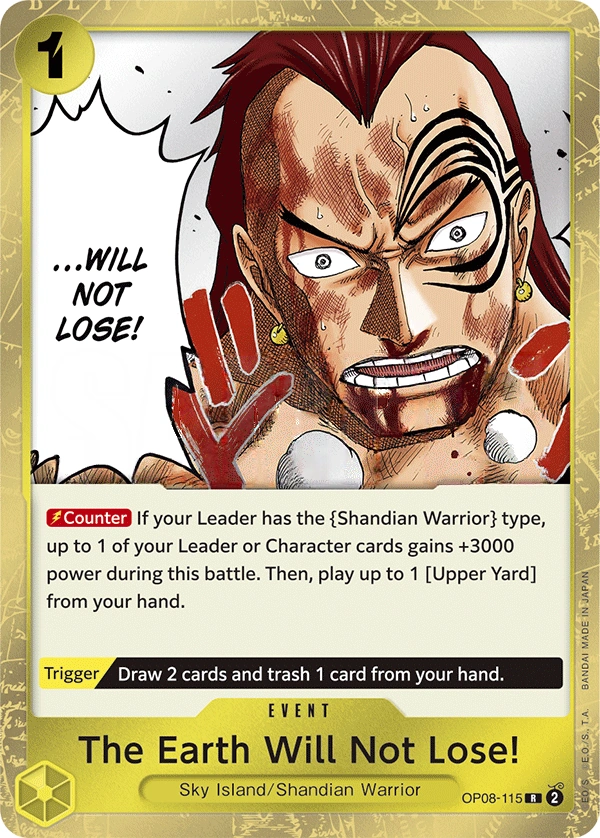 1
...WILL
NOT
LOSE!
Counter If your Leader has the {Shandian Warrior} type,
up to 1 of your Leader or Character cards gains +3000
power during this battle. Then, play up to 1 [Upper Yard]
from your hand.
Trigger Draw 2 cards and trash 1 card from your hand.
EVENT
The Earth Will Not Lose!
Sky Island/Shandian Warrior
OP08-115 R 2
©E.O./S., T.A. BANDAI MADE IN JAPAN